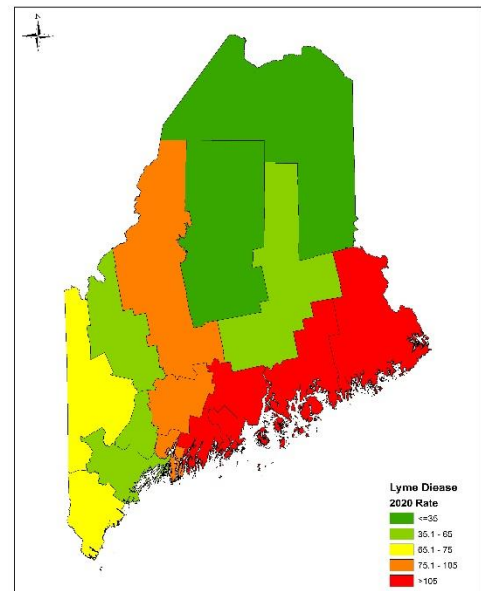 N
Lyme Diease
2020 Rate
<=35
35.1 - 65
65.1 - 75
75.1 - 105
>105